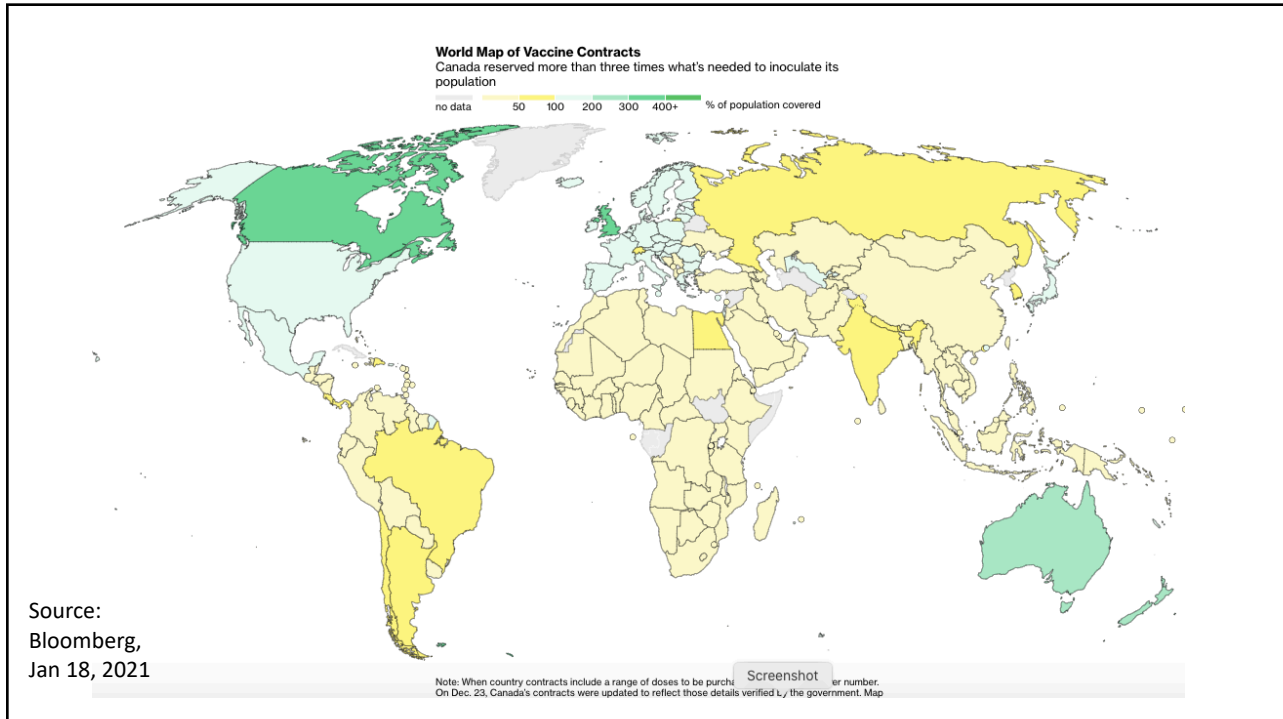 World Map of Vaccine Contracts
Canada reserved more than three times what's needed to inoculate its
population
no data 50 100 200 300 400+ % of population covered
Source:
Bloomberg,
Jan 18, 2021
Screenshot
Note: When country contracts include a range of doses to be purcha er number.
On Dec. 23, Canada's contracts were updated to reflect those details verified by the government. Map